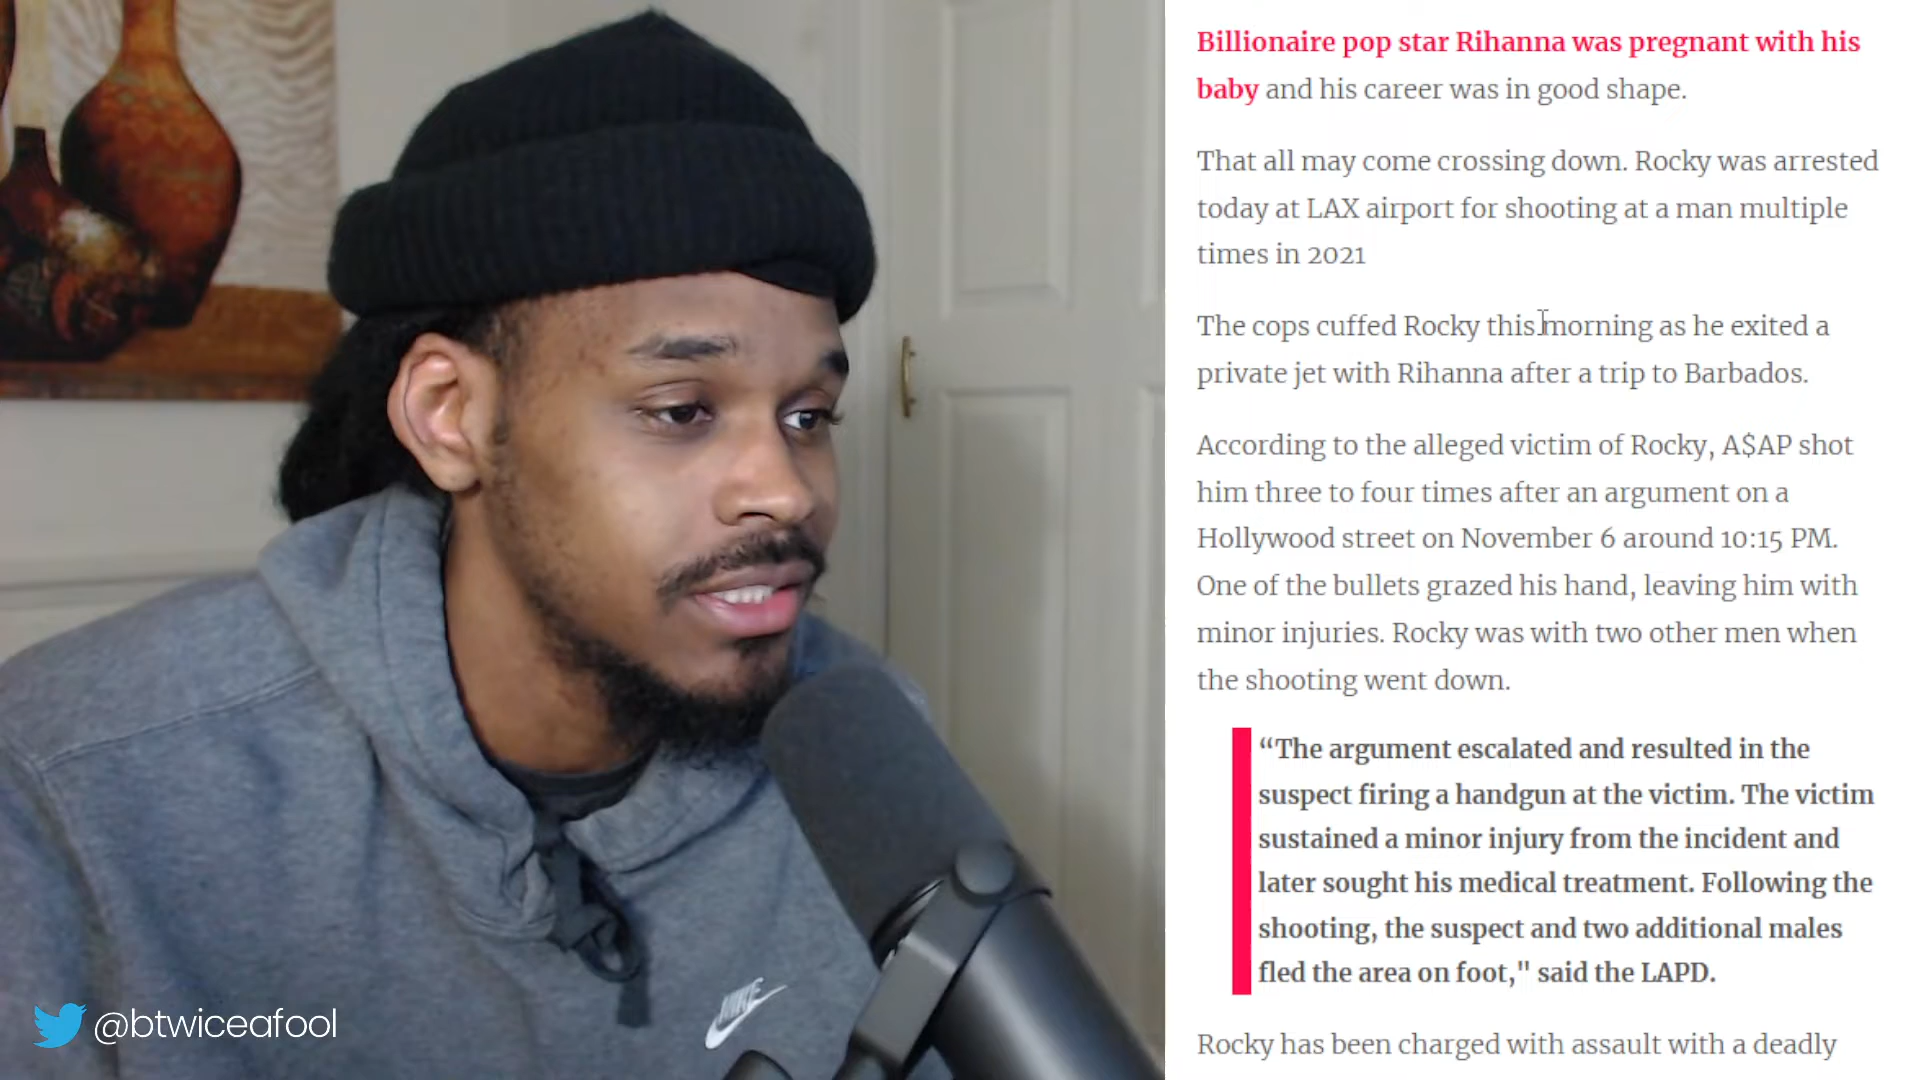 Billionaire pop star Rihanna was pregnant with his
baby and his career was in good shape.
That all may come crossing down. Rocky was arrested
today at LAX airport for shooting at a man multiple
times in 2021
The cops cuffed Rocky this morning as he exited a
private jet with Rihanna after a trip to Barbados.
According to the alleged victim of Rocky, A$AP shot
him three to four times after an argument on a
Hollywood street on November 6 around 10:15 PM.
One of the bullets grazed his hand, leaving him with
minor injuries. Rocky was with two other men when
the shooting went down.
“The argument escalated and resulted in the
suspect firing a handgun at the victim. The victim
sustained a minor injury from the incident and
later sought his medical treatment. Following the
shooting, the suspect and two additional males
fled the area on foot," said the LAPD.
Rocky has been charged with assault with a deadly
NIKE
@btwiceafool